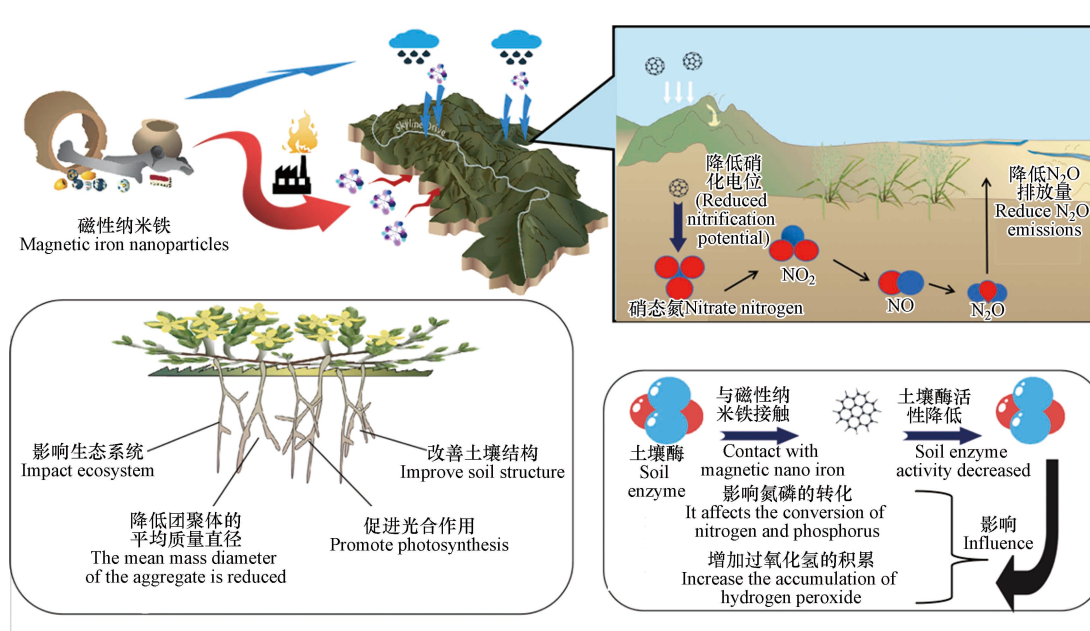 磁性纳米铁
Magnetic iron nanoparticles
Skyline Drive
降低硝
化电位
(Reduced
nitrification
potential)
降低N₂O
排放量
Reduce N₂O
emissions
NO₂
硝态氮Nitrate nitrogen
NO
N₂O
影响生态系统
Impact ecosystem
改善土壤结构
Improve soil structure
降低团聚体的
平均质量直径
The mean mass diameter
of the aggregate is reduced
促进光合作用
Promote photosynthesis
土壤酶
Soil
enzyme
与磁性纳
米铁接触
Contact with
magnetic nano iron
土壤酶活
性降低
Soil enzyme
activity decreased
影响氮磷的转化
It affects the conversion of
nitrogen and phosphorus
增加过氧化氢的积累
Increase the accumulation of
hydrogen peroxide
影响
Influence